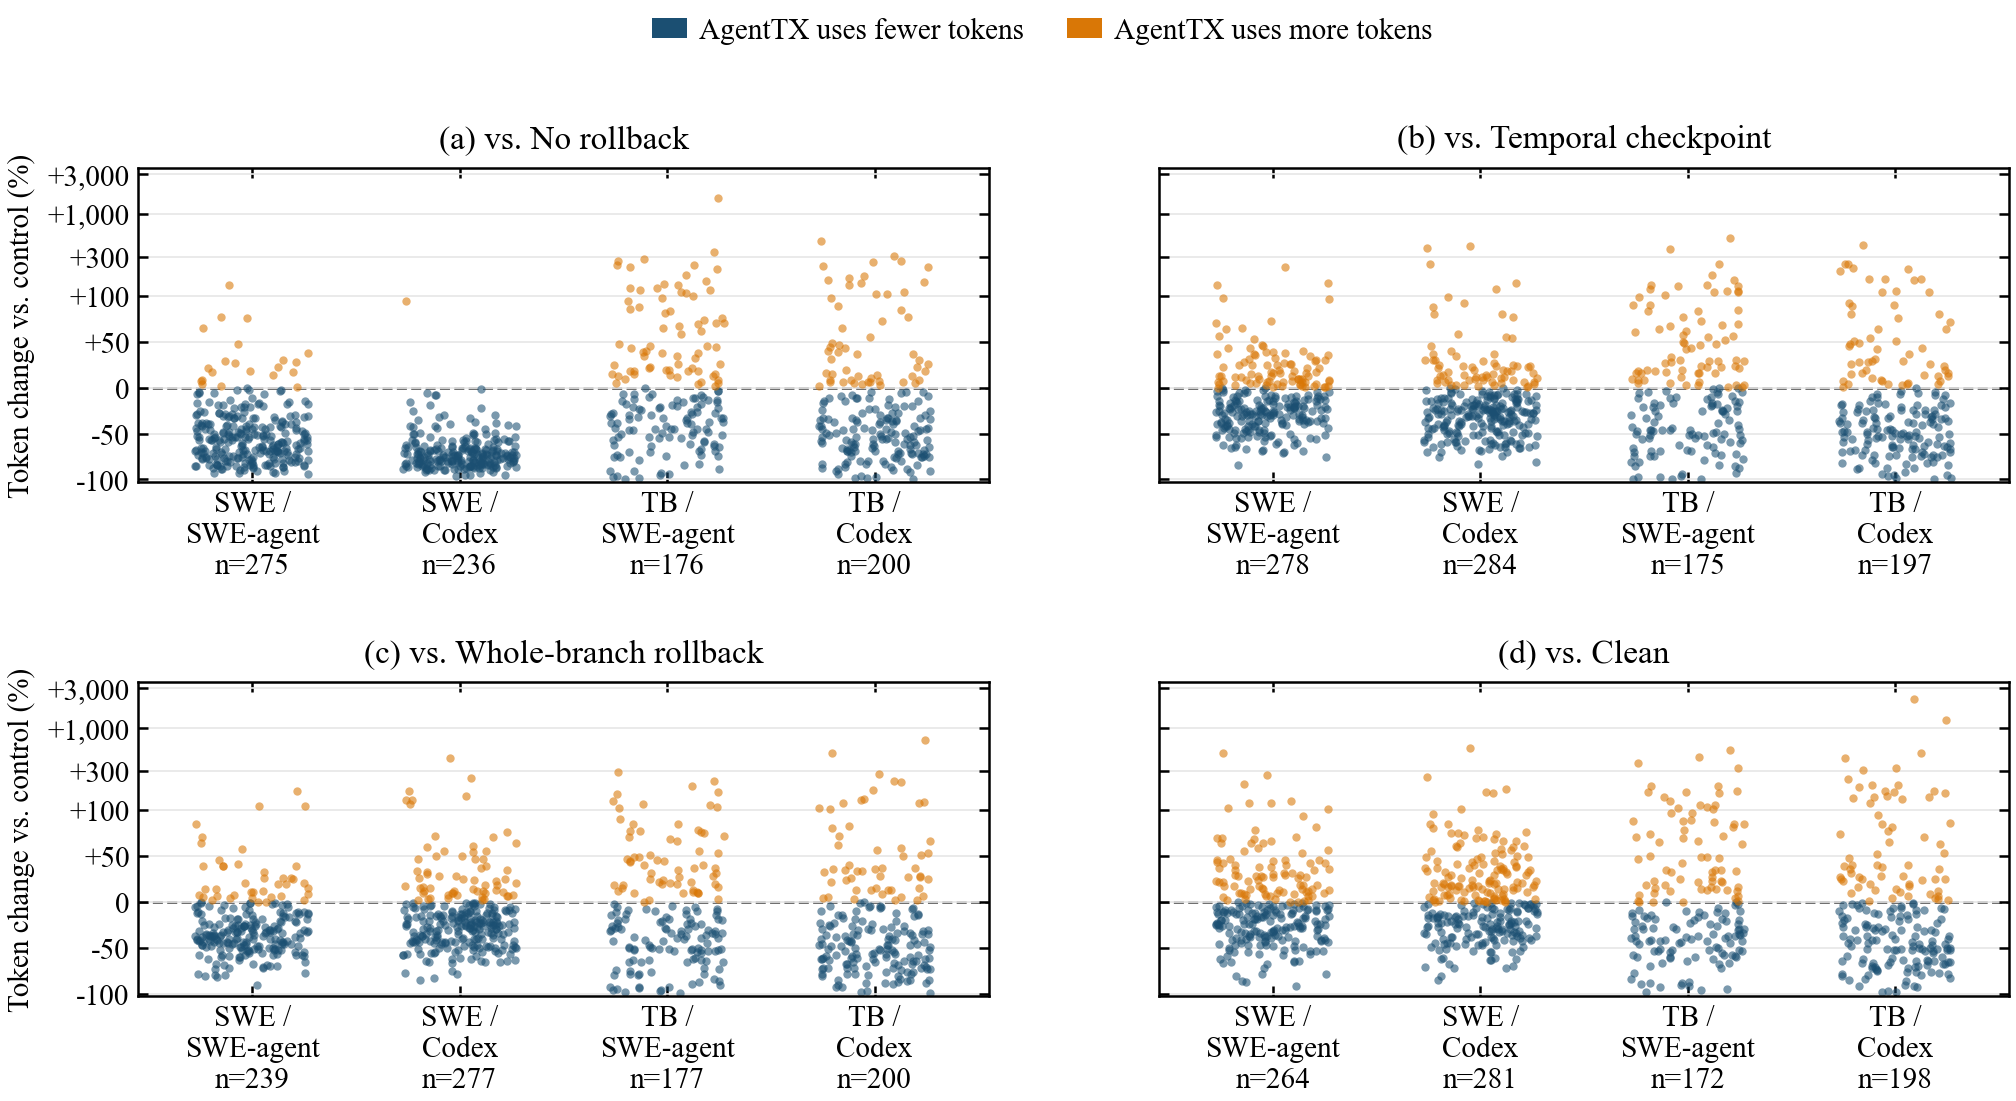 AgentTX uses fewer tokens AgentTX uses more tokens
(a) vs. No rollback
Token change vs. control (%)
+3,000
+1,000
+300
+100
+50
0
-50
-100
SWE / SWE-agent n=275
SWE / Codex n=236
TB / SWE-agent n=176
TB / Codex n=200
(b) vs. Temporal checkpoint
SWE / SWE-agent n=278
SWE / Codex n=284
TB / SWE-agent n=175
TB / Codex n=197
(c) vs. Whole-branch rollback
Token change vs. control (%)
+3,000
+1,000
+300
+100
+50
0
-50
-100
SWE / SWE-agent n=239
SWE / Codex n=277
TB / SWE-agent n=177
TB / Codex n=200
(d) vs. Clean
SWE / SWE-agent n=264
SWE / Codex n=281
TB / SWE-agent n=172
TB / Codex n=198